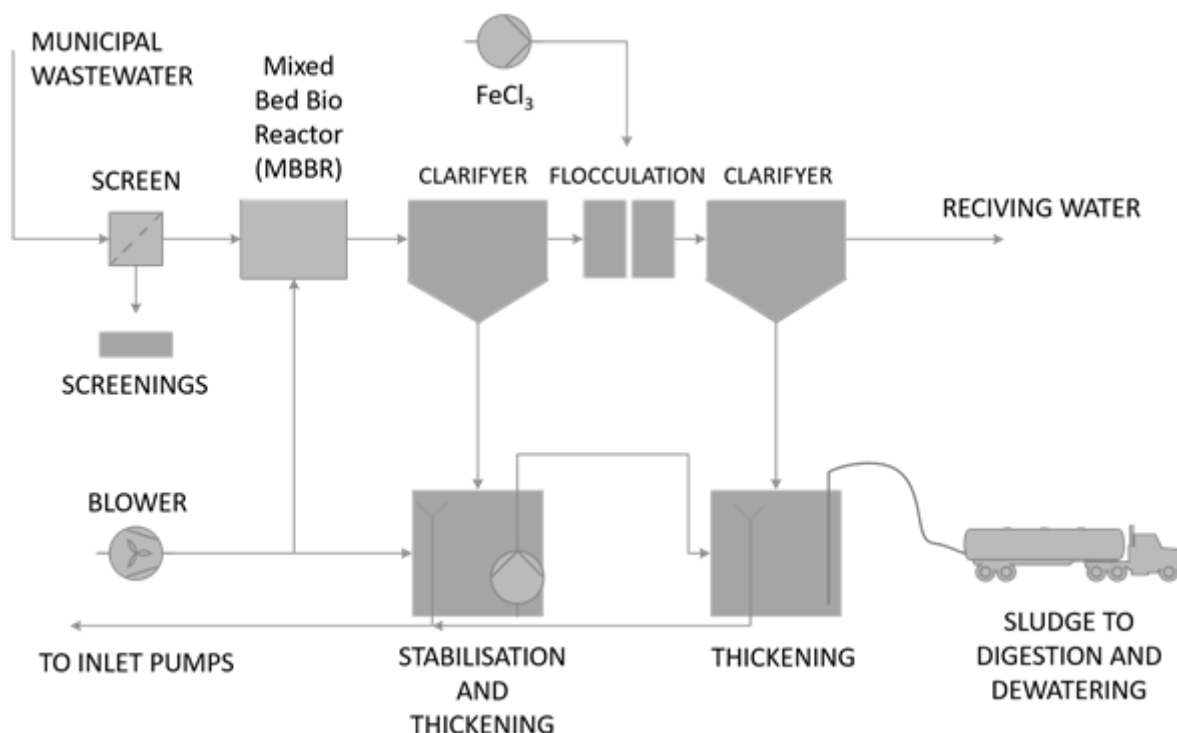 MUNICIPAL
WASTEWATER
Mixed
Bed Bio
Reactor
(MBBR)
FeCl₃
SCREEN
CLARIFYER
FLOCCULATION
CLARIFYER
RECIVING WATER
SCREENINGS
BLOWER
TO INLET PUMPS
STABILISATION
AND
THICKENING
THICKENING
SLUDGE TO
DIGESTION AND
DEWATERING